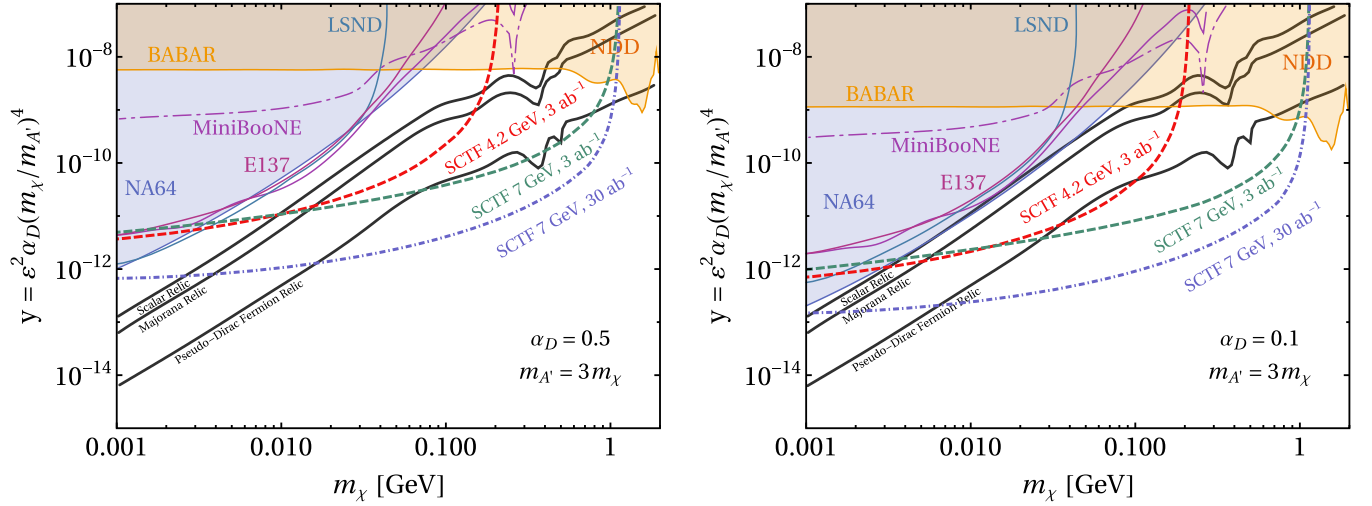 y = ε²α_D(m_χ/m_A')⁴
10⁻⁸
10⁻¹⁰
10⁻¹²
10⁻¹⁴
LSND
BABAR
NDD
MiniBooNE
E137
NA64
SCTF 4.2 GeV, 3 ab⁻¹
SCTF 7 GeV, 3 ab⁻¹
SCTF 7 GeV, 30 ab⁻¹
Scalar Relic
Majorana Relic
Pseudo-Dirac Fermion Relic
α_D = 0.5
m_A' = 3m_χ
0.001 0.010 0.100 1
m_χ [GeV]
y = ε²α_D(m_χ/m_A')⁴
10⁻⁸
10⁻¹⁰
10⁻¹²
10⁻¹⁴
LSND
NDD
BABAR
MiniBooNE
E137
NA64
SCTF 4.2 GeV, 3 ab⁻¹
SCTF 7 GeV, 3 ab⁻¹
SCTF 7 GeV, 30 ab⁻¹
Scalar Relic
Majorana Relic
Pseudo-Dirac Fermion Relic
α_D = 0.1
m_A' = 3m_χ
0.001 0.010 0.100 1
m_χ [GeV]